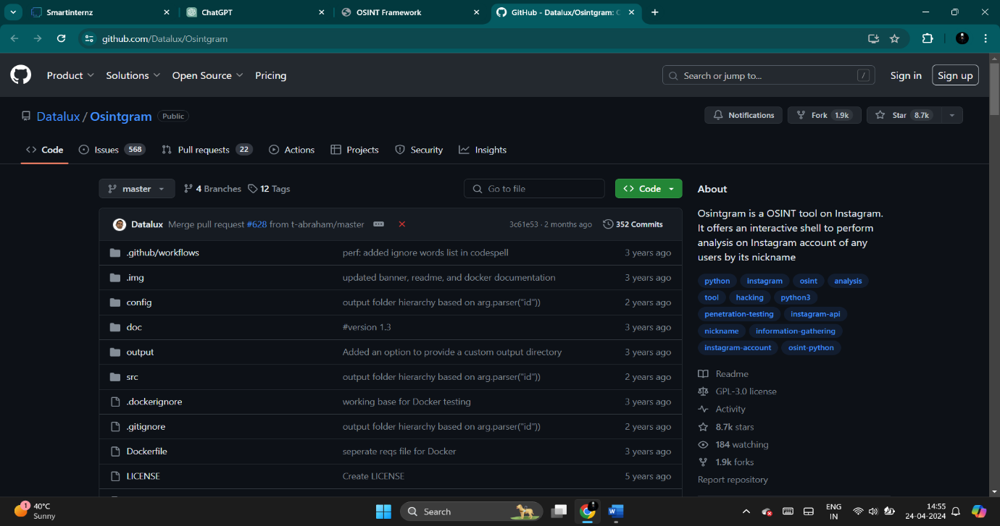 Smartinternz
ChatGPT
OSINT Framework
GitHub - Datalux/Osintgram:
github.com/Datalux/Osintgram
Product Solutions Open Source Pricing
Search or jump to... /
Sign in Sign up
Datalux / Osintgram Public
Notifications Fork 1.9k Star 8.7k
Code Issues 568 Pull requests 22 Actions Projects Security Insights
master 4 Branches 12 Tags Go to file Code
Datalux Merge pull request #628 from t-abraham/master 3c61e53 · 2 months ago 352 Commits
.github/workflows perf: added ignore words list in codespell 3 years ago
.img updated banner, readme, and docker documentation 3 years ago
config output folder hierarchy based on arg.parser("id")) 2 years ago
doc #version 1.3 3 years ago
output Added an option to provide a custom output directory 3 years ago
src output folder hierarchy based on arg.parser("id")) 2 years ago
.dockerignore working base for Docker testing 3 years ago
.gitignore output folder hierarchy based on arg.parser("id")) 2 years ago
Dockerfile seperate reqs file for Docker 3 years ago
LICENSE Create LICENSE 5 years ago
About
Osintgram is a OSINT tool on Instagram.
It offers an interactive shell to perform
analysis on Instagram account of any
users by its nickname
python instagram osint analysis
tool hacking python3
penetration-testing instagram-api
nickname information-gathering
instagram-account osint-python
Readme
GPL-3.0 license
Activity
8.7k stars
184 watching
1.9k forks
Report repository
1
40°C
Sunny
Search
W
ENG
IN
14:55
24-04-2024